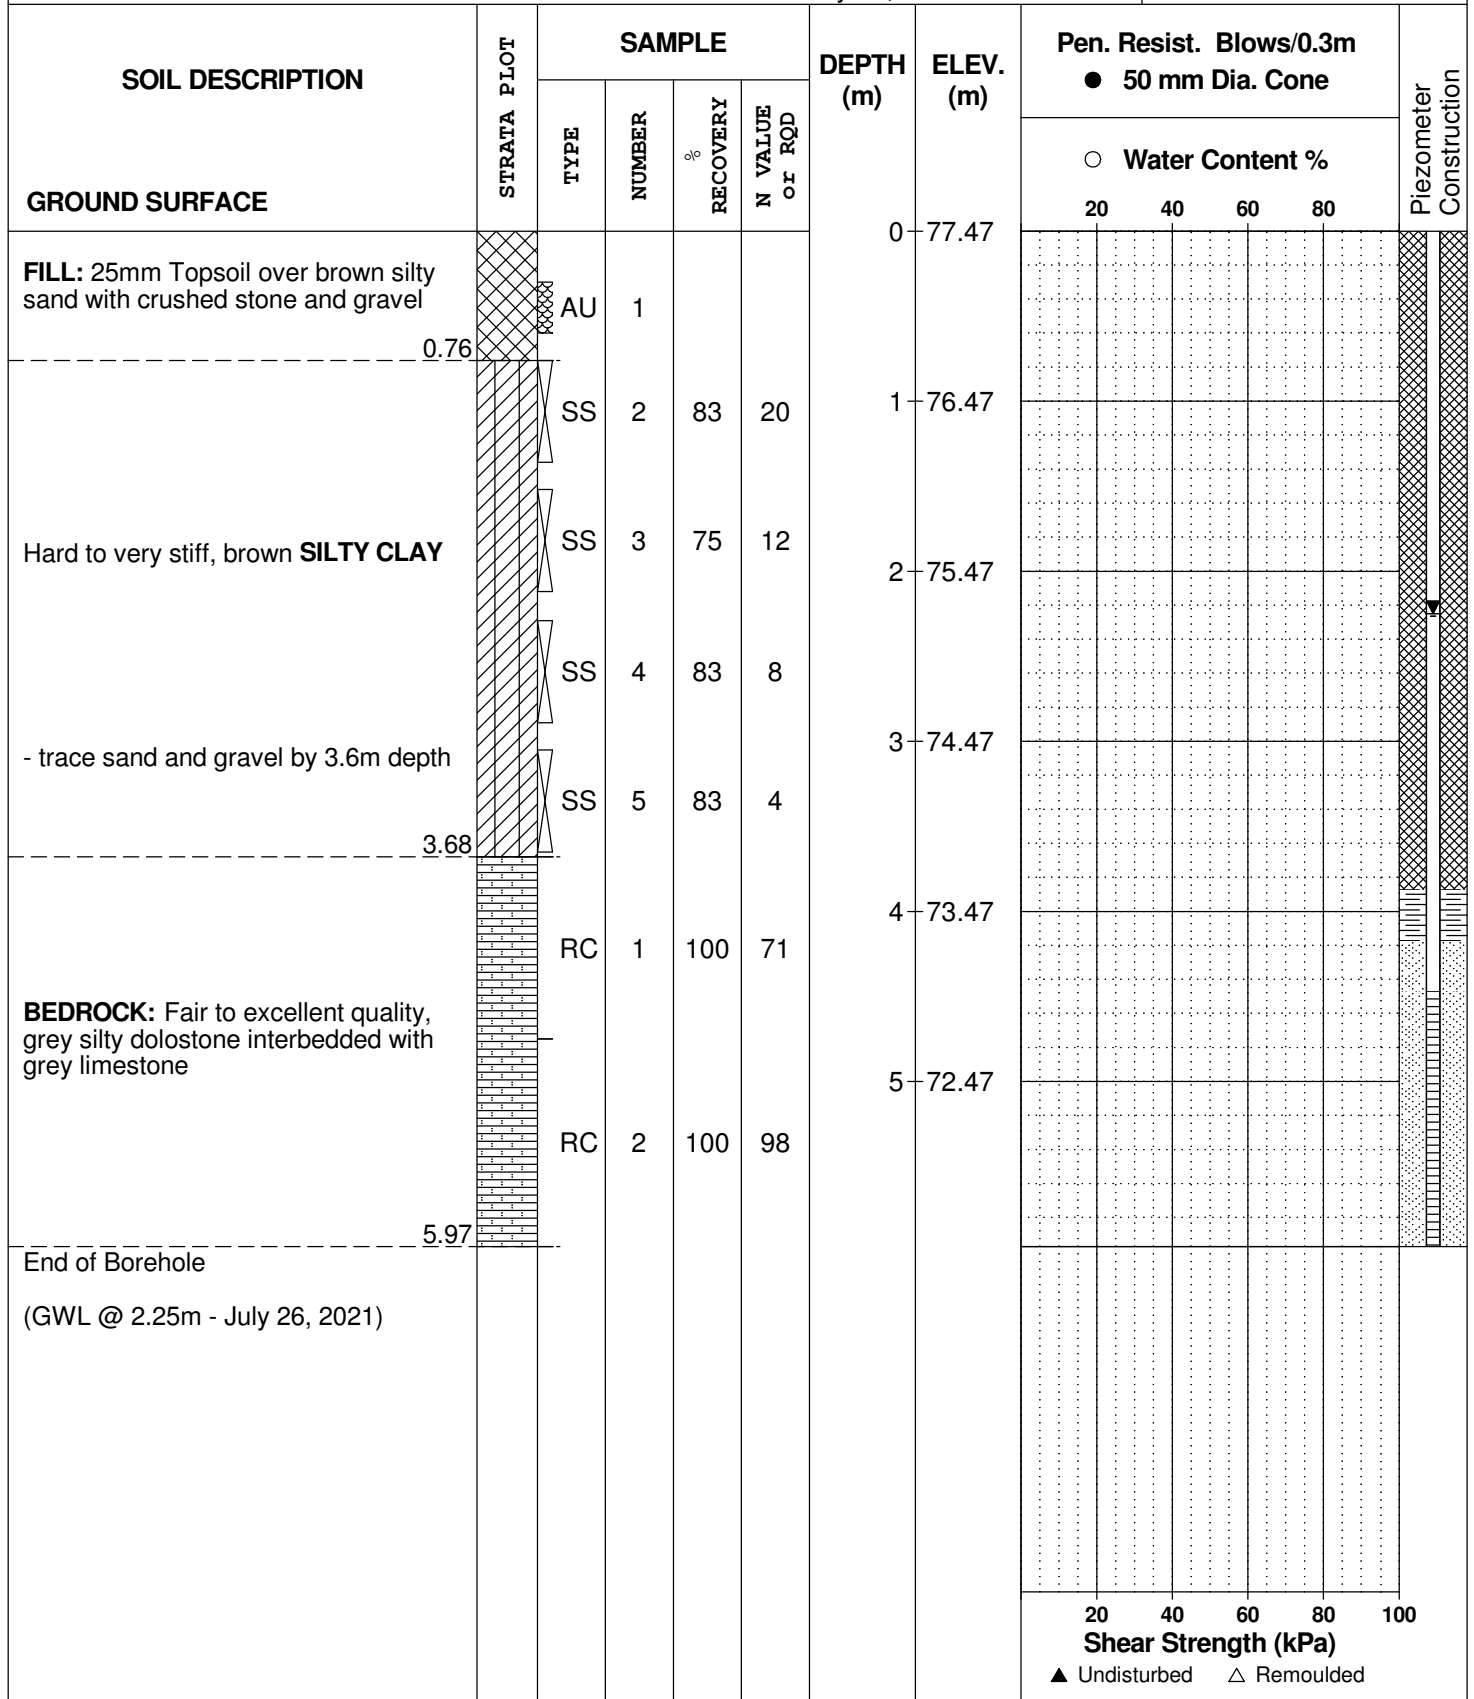 SOIL DESCRIPTION
GROUND SURFACE
STRATA PLOT
SAMPLE
TYPE
NUMBER
%
RECOVERY
N VALUE
or RQD
DEPTH
(m)
ELEV.
(m)
Pen. Resist. Blows/0.3m
● 50 mm Dia. Cone
○ Water Content %
20 40 60 80
Piezometer
Construction
0 77.47
FILL: 25mm Topsoil over brown silty
sand with crushed stone and gravel
0.76
AU 1
SS 2 83 20
1 76.47
SS 3 75 12
Hard to very stiff, brown SILTY CLAY
2 75.47
SS 4 83 8
- trace sand and gravel by 3.6m depth
3 74.47
SS 5 83 4
3.68
4 73.47
RC 1 100 71
BEDROCK: Fair to excellent quality,
grey silty dolostone interbedded with
grey limestone
5 72.47
RC 2 100 98
5.97
End of Borehole
(GWL @ 2.25m - July 26, 2021)
20 40 60 80 100
Shear Strength (kPa)
▲ Undisturbed △ Remoulded